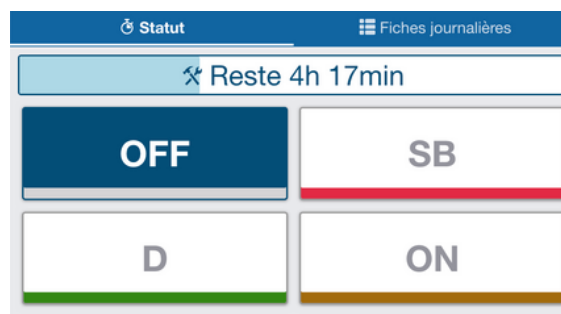 Statut
Fiches journalières
Reste 4h 17min
OFF
SB
D
ON